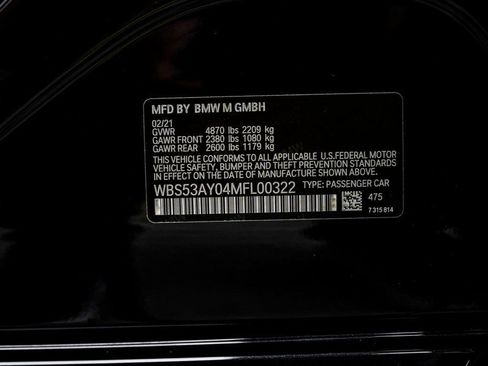 MFD BY BMW M GMBH
02/21
GVWR 4870 lbs 2209 kg
GAWR FRONT 2380 lbs 1080 kg
GAWR REAR 2600 lbs 1179 kg
THIS VEHICLE CONFORMS TO ALL APPLICABLE U.S.FEDERAL MOTOR
VEHICLE SAFETY, BUMPER AND THEFT PREVENTION STANDARDS
IN EFFECT ON THE DATE OF MANUFACTURE SHOWN ABOVE.
WBS53AY04MFL00322 TYPE: PASSENGER CAR
475
7 315 814